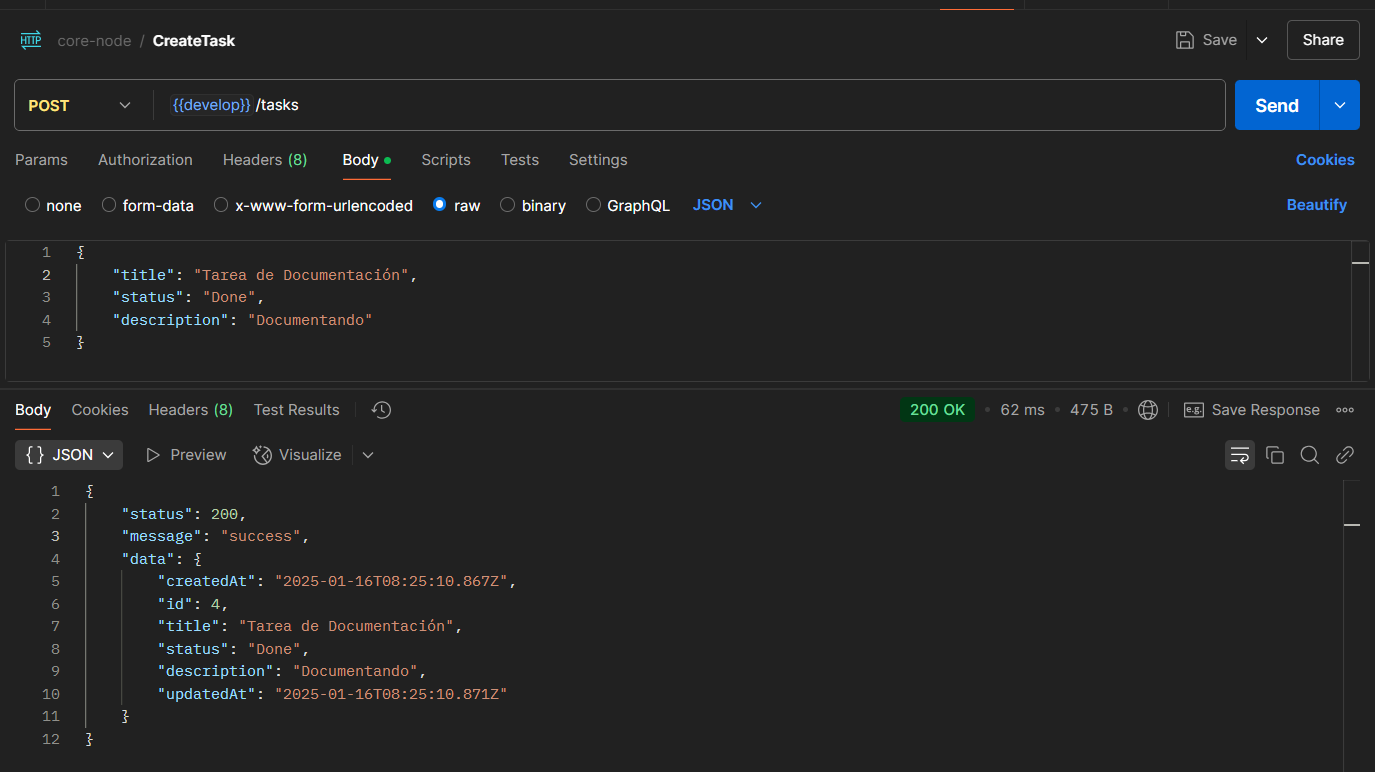 HTTP core-node / CreateTask Save Share
POST {{develop}} /tasks Send
Params Authorization Headers (8) Body Scripts Tests Settings Cookies
none form-data x-www-form-urlencoded raw binary GraphQL JSON Beautify
1 {
2 "title": "Tarea de Documentación",
3 "status": "Done",
4 "description": "Documentando"
5 }
Body Cookies Headers (8) Test Results 200 OK • 62 ms • 475 B • e.g. Save Response
{} JSON Preview Visualize
1 {
2 "status": 200,
3 "message": "success",
4 "data": {
5 "createdAt": "2025-01-16T08:25:10.867Z",
6 "id": 4,
7 "title": "Tarea de Documentación",
8 "status": "Done",
9 "description": "Documentando",
10 "updatedAt": "2025-01-16T08:25:10.871Z"
11 }
12 }